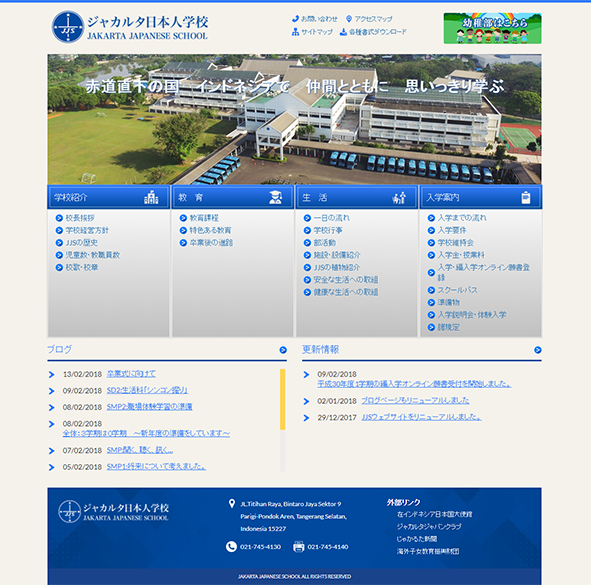 ジャカルタ日本人学校
JAKARTA JAPANESE SCHOOL
お問い合わせ アクセスマップ
サイトマップ 各種書式ダウンロード
幼稚部はこちら
赤道直下の国 インドネシアで 仲間とともに 思いっきり学ぶ
学校紹介
校長挨拶
学校経営方針
JJSの歴史
児童数・教職員数
校歌・校章
教 育
教育課程
特色ある教育
卒業後の進路
生 活
一日の流れ
学校行事
部活動
施設・設備紹介
JJSの植物紹介
安全な生活への取組
健康な生活への取組
入学案内
入学までの流れ
入学要件
学校維持会
入学金・授業料
入学・編入学オンライン願書登
録
スクールバス
準備物
入学説明会・体験入学
諸規定
ブログ
13/02/2018 卒業式に向けて
09/02/2018 SD2:生活科「シンコン掘り」
08/02/2018 SMP2:職場体験学習の準備
08/02/2018
全体：3学期は0学期 ～新年度の準備をしています～
07/02/2018 SMP:聞く、聴く、訊く…
05/02/2018 SMP1:将来について考えました。
更新情報
09/02/2018
平成30年度1学期の編入学オンライン願書受付を開始しました。
02/01/2018 ブログページもリニューアルしました
29/12/2017 JJSウェブサイトをリニューアルしました。
ジャカルタ日本人学校
JAKARTA JAPANESE SCHOOL
JL.Titihan Raya, Bintaro Jaya Sektor 9
Parigi-Pondok Aren, Tangerang Selatan,
Indonesia 15227
021-745-4130 021-745-4140
外部リンク
在インドネシア日本国大使館
ジャカルタジャパンクラブ
じゃかるた新聞
海外子女教育振興財団
JAKARTA JAPANESE SCHOOL ALL RIGHTS RESERVED